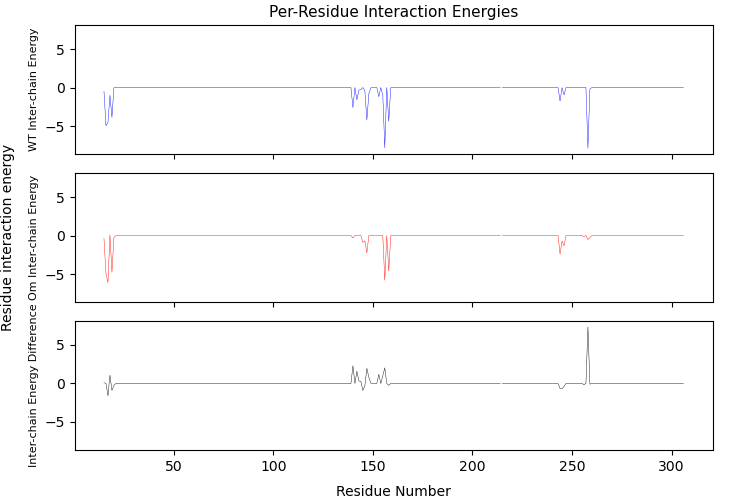 Per-Residue Interaction Energies
Residue interaction energy
WT Inter-chain Energy
5
0
−5
Om Inter-chain Energy
5
0
−5
Inter-chain Energy Difference
5
0
−5
50
100
150
200
250
300
Residue Number